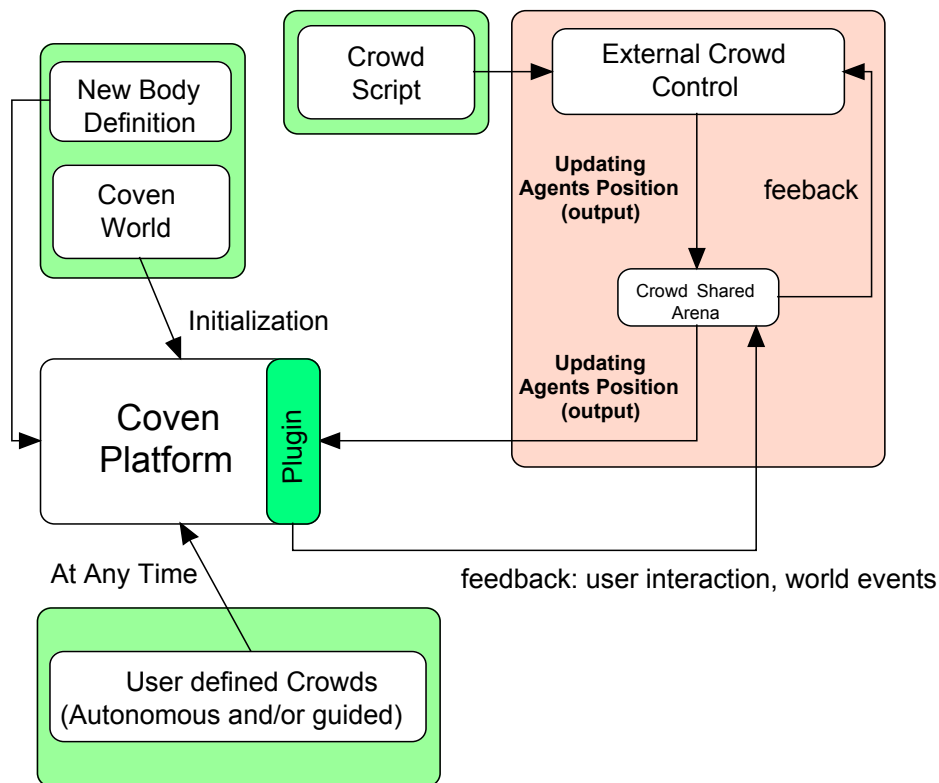 New Body
Definition
Coven
World
Crowd
Script
External Crowd
Control
Updating
Agents Position
(output)
feeback
Crowd Shared
Arena
Initialization
Updating
Agents Position
(output)
Coven
Platform
Plugin
At Any Time
feedback: user interaction, world events
User defined Crowds
(Autonomous and/or guided)